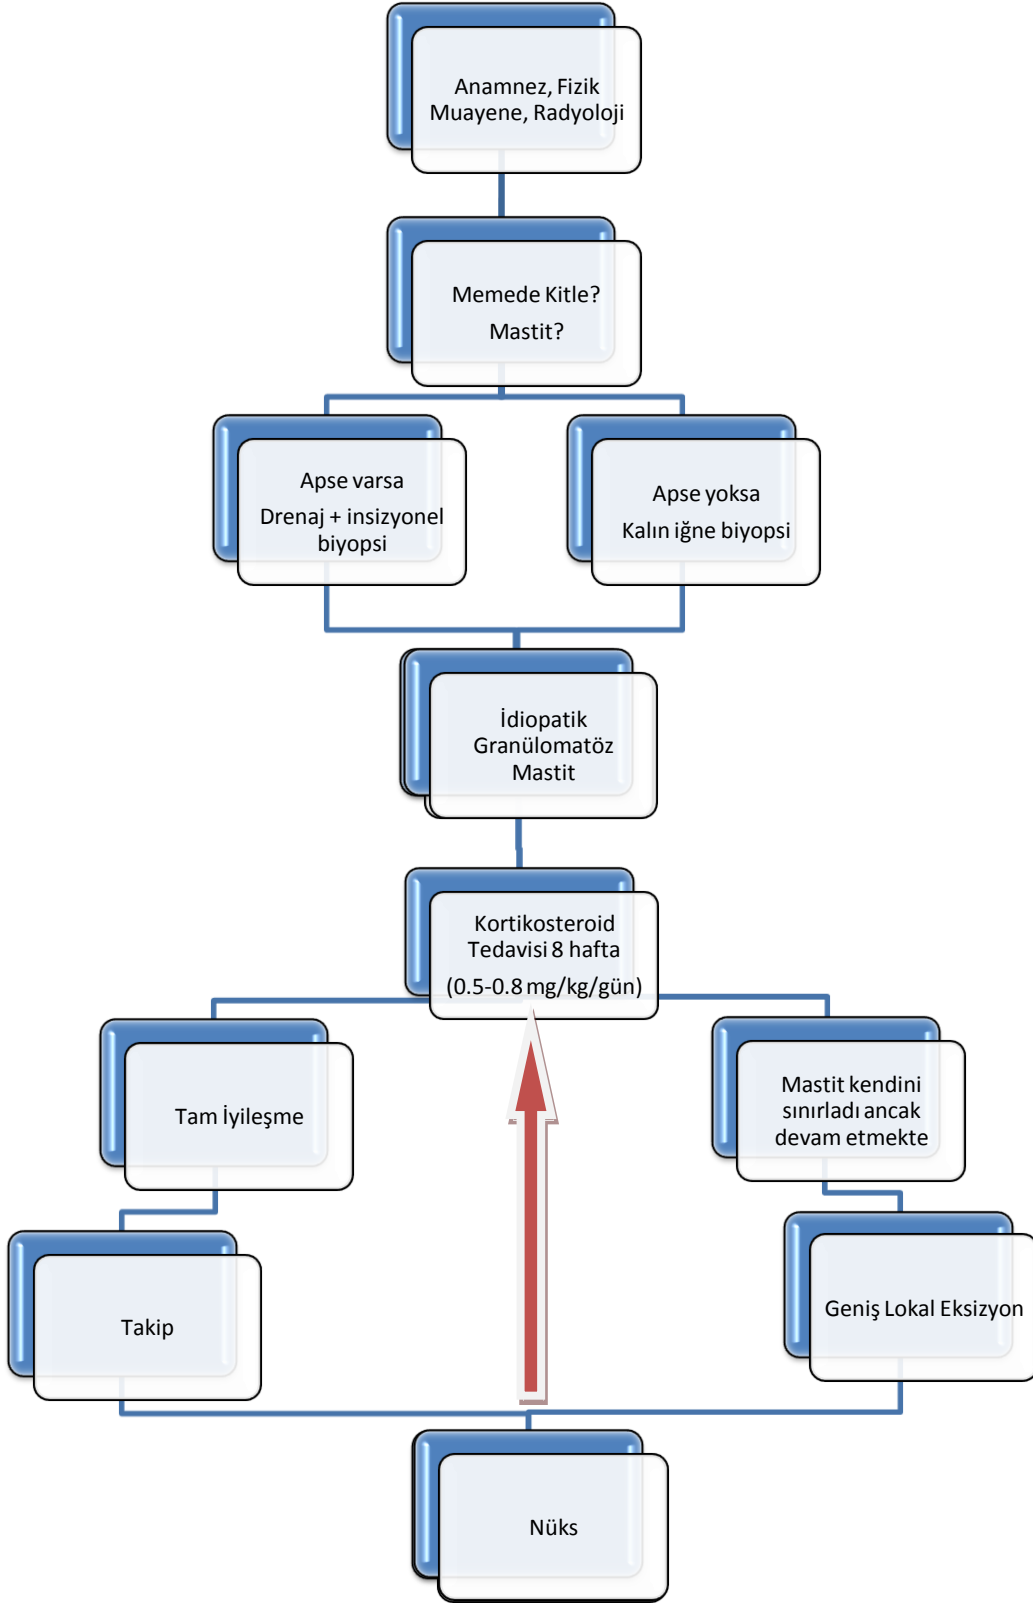 Anamnez, Fizik
Muayene, Radyoloji
Memede Kitle?
Mastit?
Apse varsa
Drenaj + insizyonel
biyopsi
Apse yoksa
Kalın iğne biyopsi
İdiopatik
Granülomatöz
Mastit
Kortikosteroid
Tedavisi 8 hafta
(0.5-0.8 mg/kg/gün)
Tam İyileşme
Mastit kendini
sınırladı ancak
devam etmekte
Takip
Geniş Lokal Eksizyon
Nüks